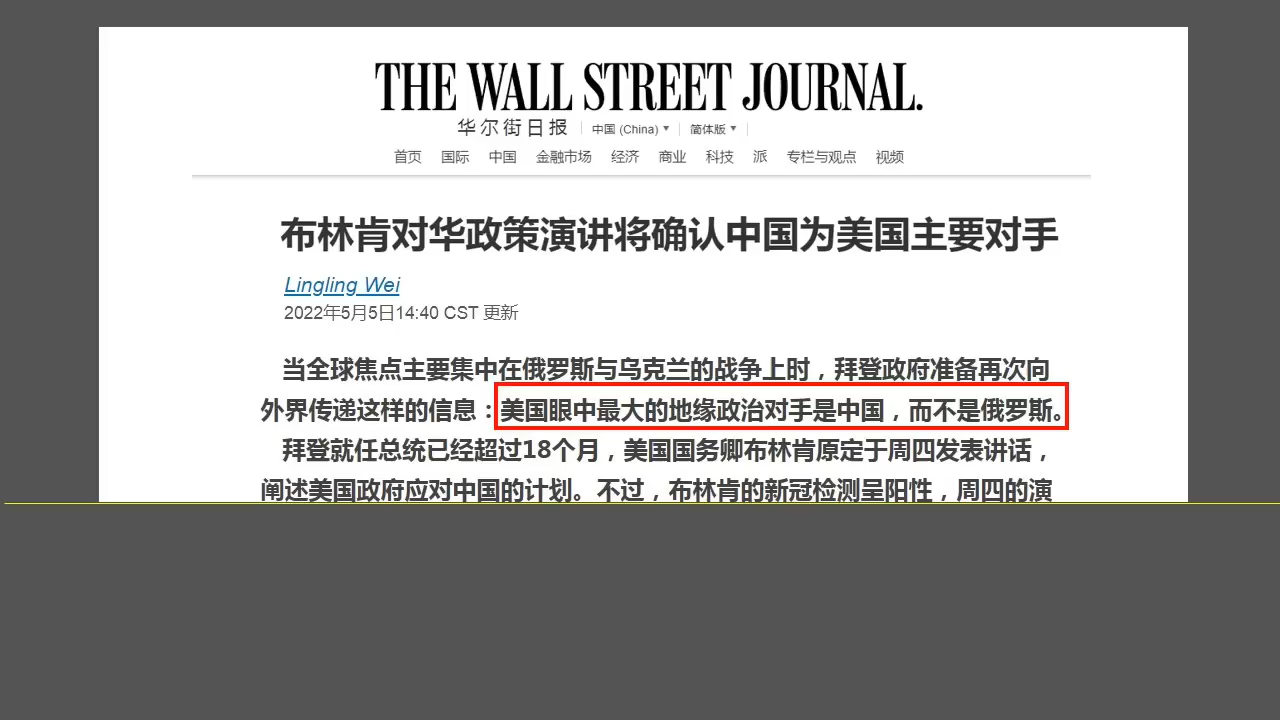 THE WALL STREET JOURNAL.
华尔街日报 中国 (China) 简体版
首页 国际 中国 金融市场 经济 商业 科技 派 专栏与观点 视频
布林肯对华政策演讲将确认中国为美国主要对手
Lingling Wei
2022年5月5日14:40 CST 更新
当全球焦点主要集中在俄罗斯与乌克兰的战争上时，拜登政府准备再次向
外界传递这样的信息：美国眼中最大的地缘政治对手是中国，而不是俄罗斯。
拜登就任总统已经超过18个月，美国国务卿布林肯原定于周四发表讲话，
阐述美国政府应对中国的计划。不过，布林肯的新冠检测呈阳性，周四的演